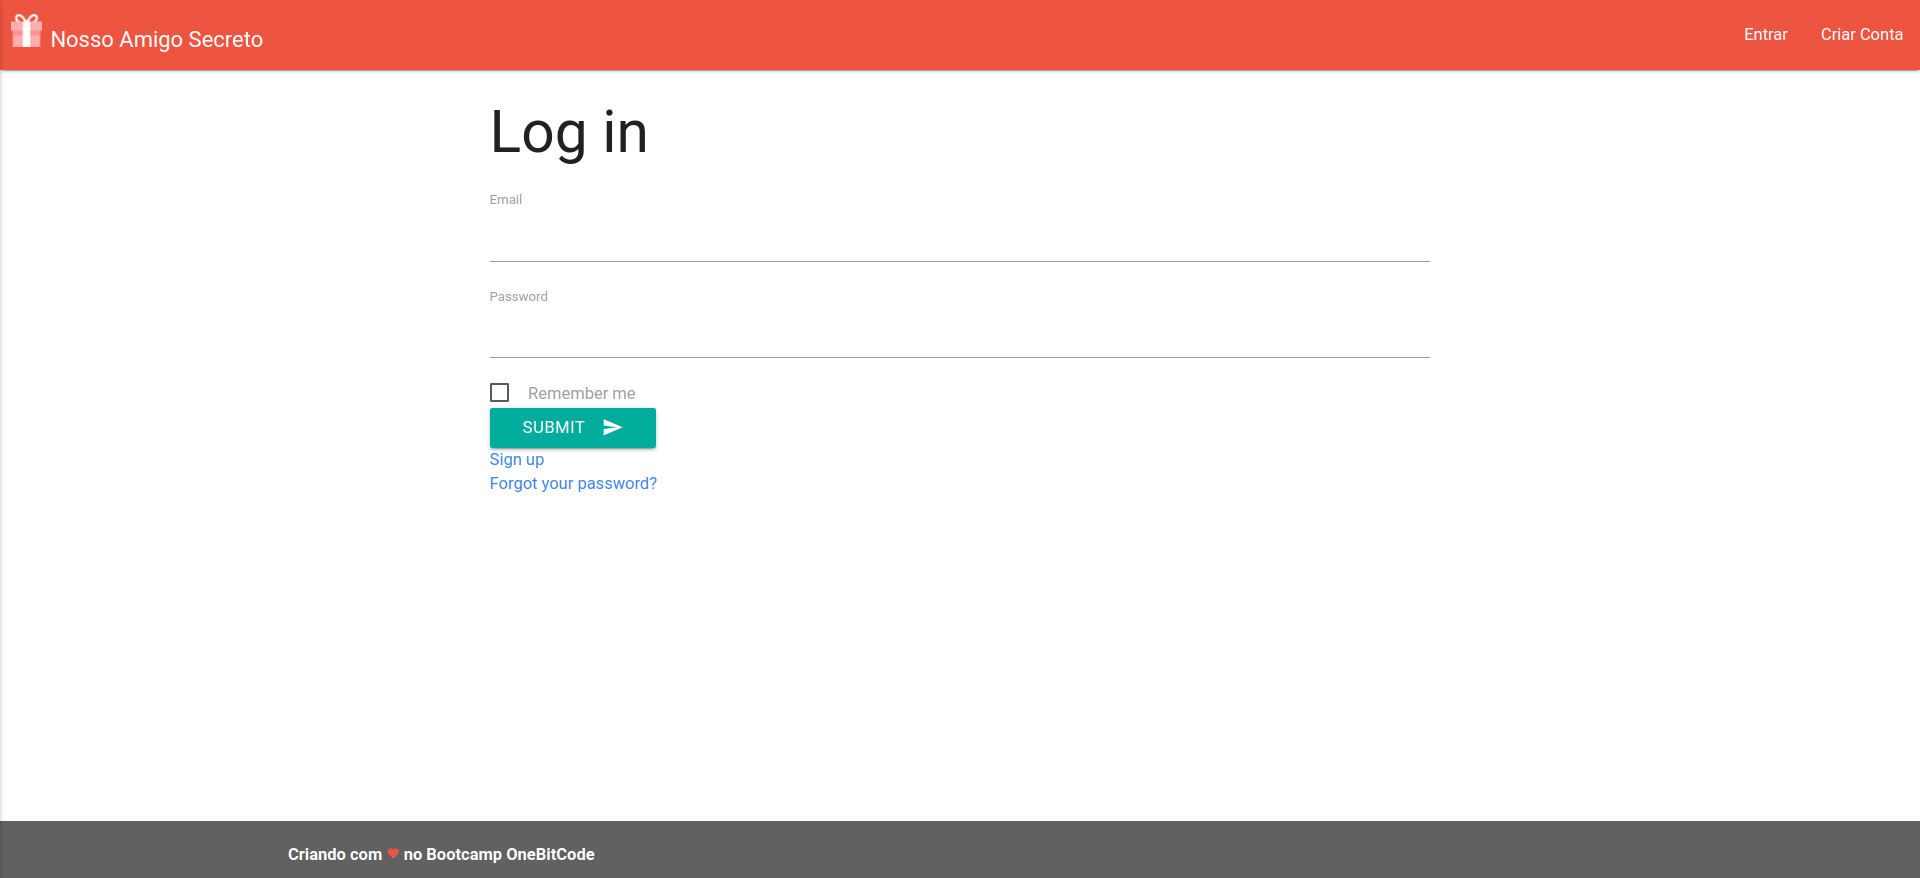 Nosso Amigo Secreto
Entrar
Criar Conta
Log in
Email
Password
Remember me
SUBMIT
Sign up
Forgot your password?
Criando com ♥ no Bootcamp OneBitCode